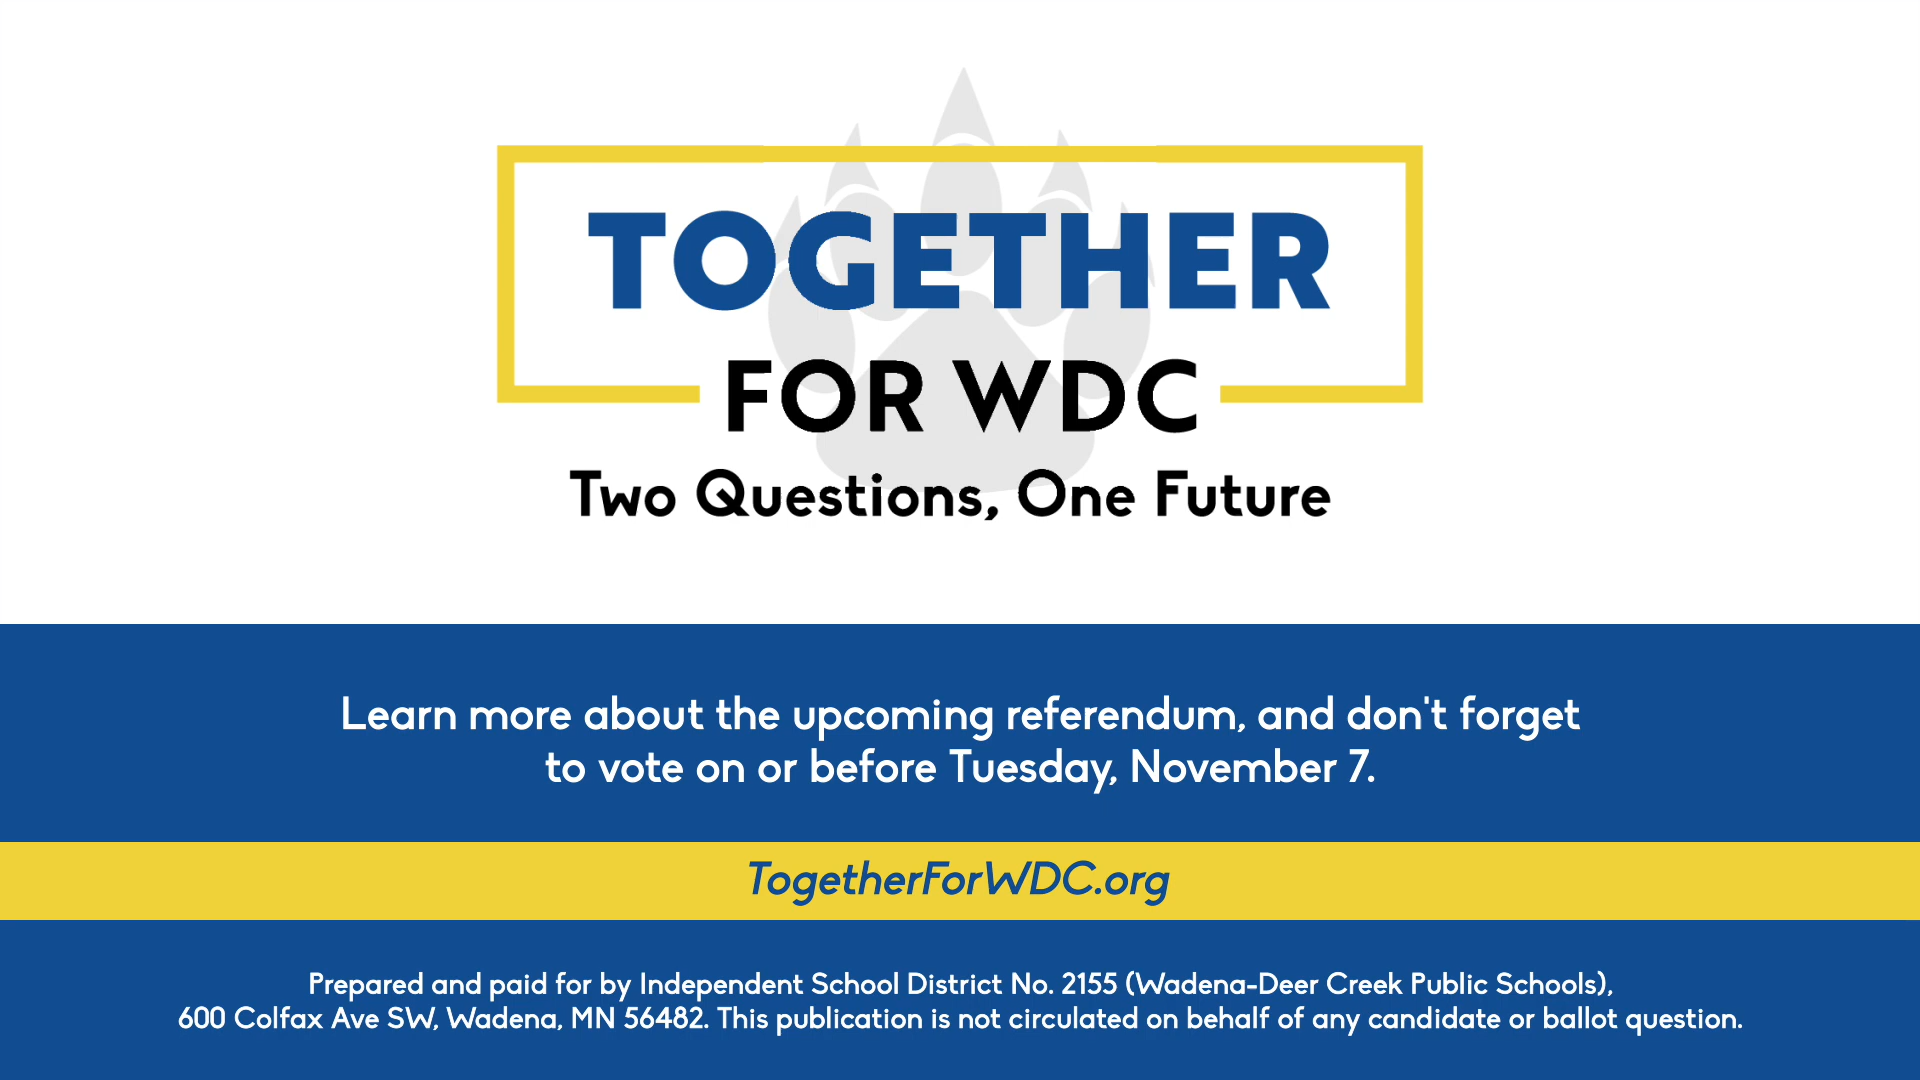 TOGETHER
FOR WDC
Two Questions, One Future
Learn more about the upcoming referendum, and don't forget
to vote on or before Tuesday, November 7.
TogetherForWDC.org
Prepared and paid for by Independent School District No. 2155 (Wadena-Deer Creek Public Schools),
600 Colfax Ave SW, Wadena, MN 56482. This publication is not circulated on behalf of any candidate or ballot question.